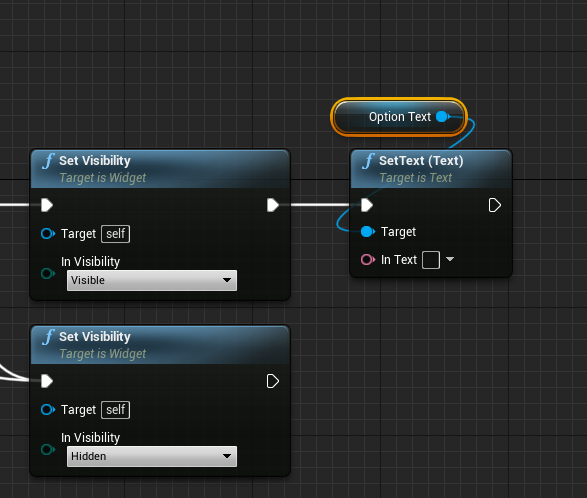 Option Text
Set Visibility
Target is Widget
Target self
In Visibility
Visible
SetText (Text)
Target is Text
Target
In Text
Set Visibility
Target is Widget
Target self
In Visibility
Hidden